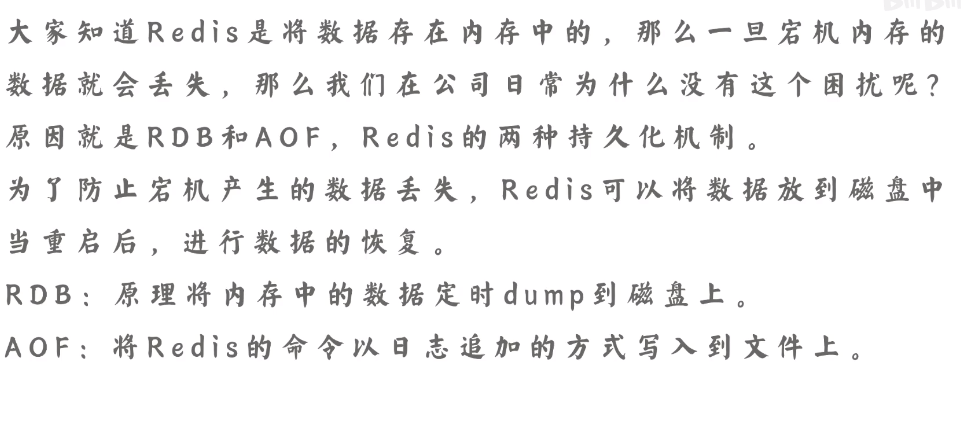 大家知道Redis是将数据存在内存中的，那么一旦宕机内存的
数据就会丢失，那么我们在公司日常为什么没有这个困扰呢？
原因就是RDB和AOF，Redis的两种持久化机制。
为了防止宕机产生的数据丢失，Redis可以将数据放到磁盘中
当重启后，进行数据的恢复。
RDB：原理将内存中的数据定时dump到磁盘上。
AOF：将Redis的命令以日志追加的方式写入到文件上。